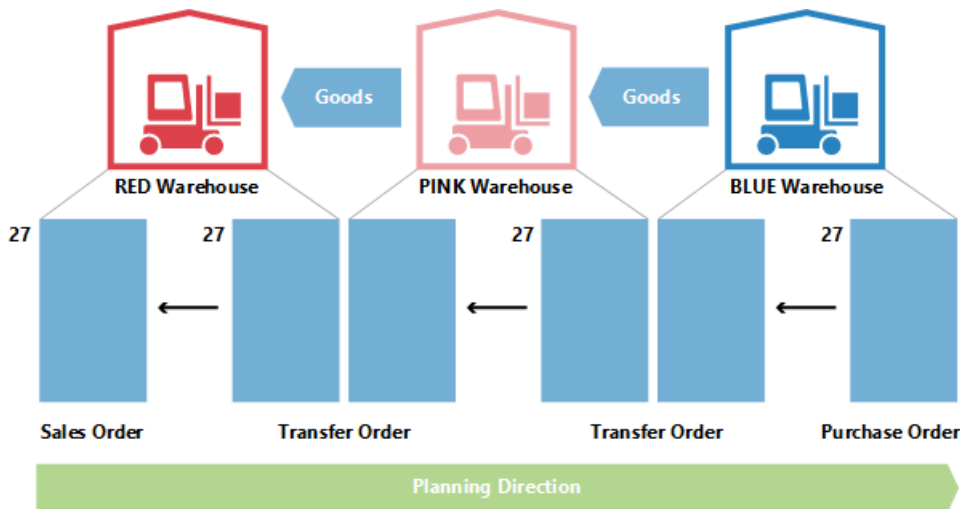 Goods
Goods
RED Warehouse
PINK Warehouse
BLUE Warehouse
27
27
27
27
Sales Order
Transfer Order
Transfer Order
Purchase Order
Planning Direction